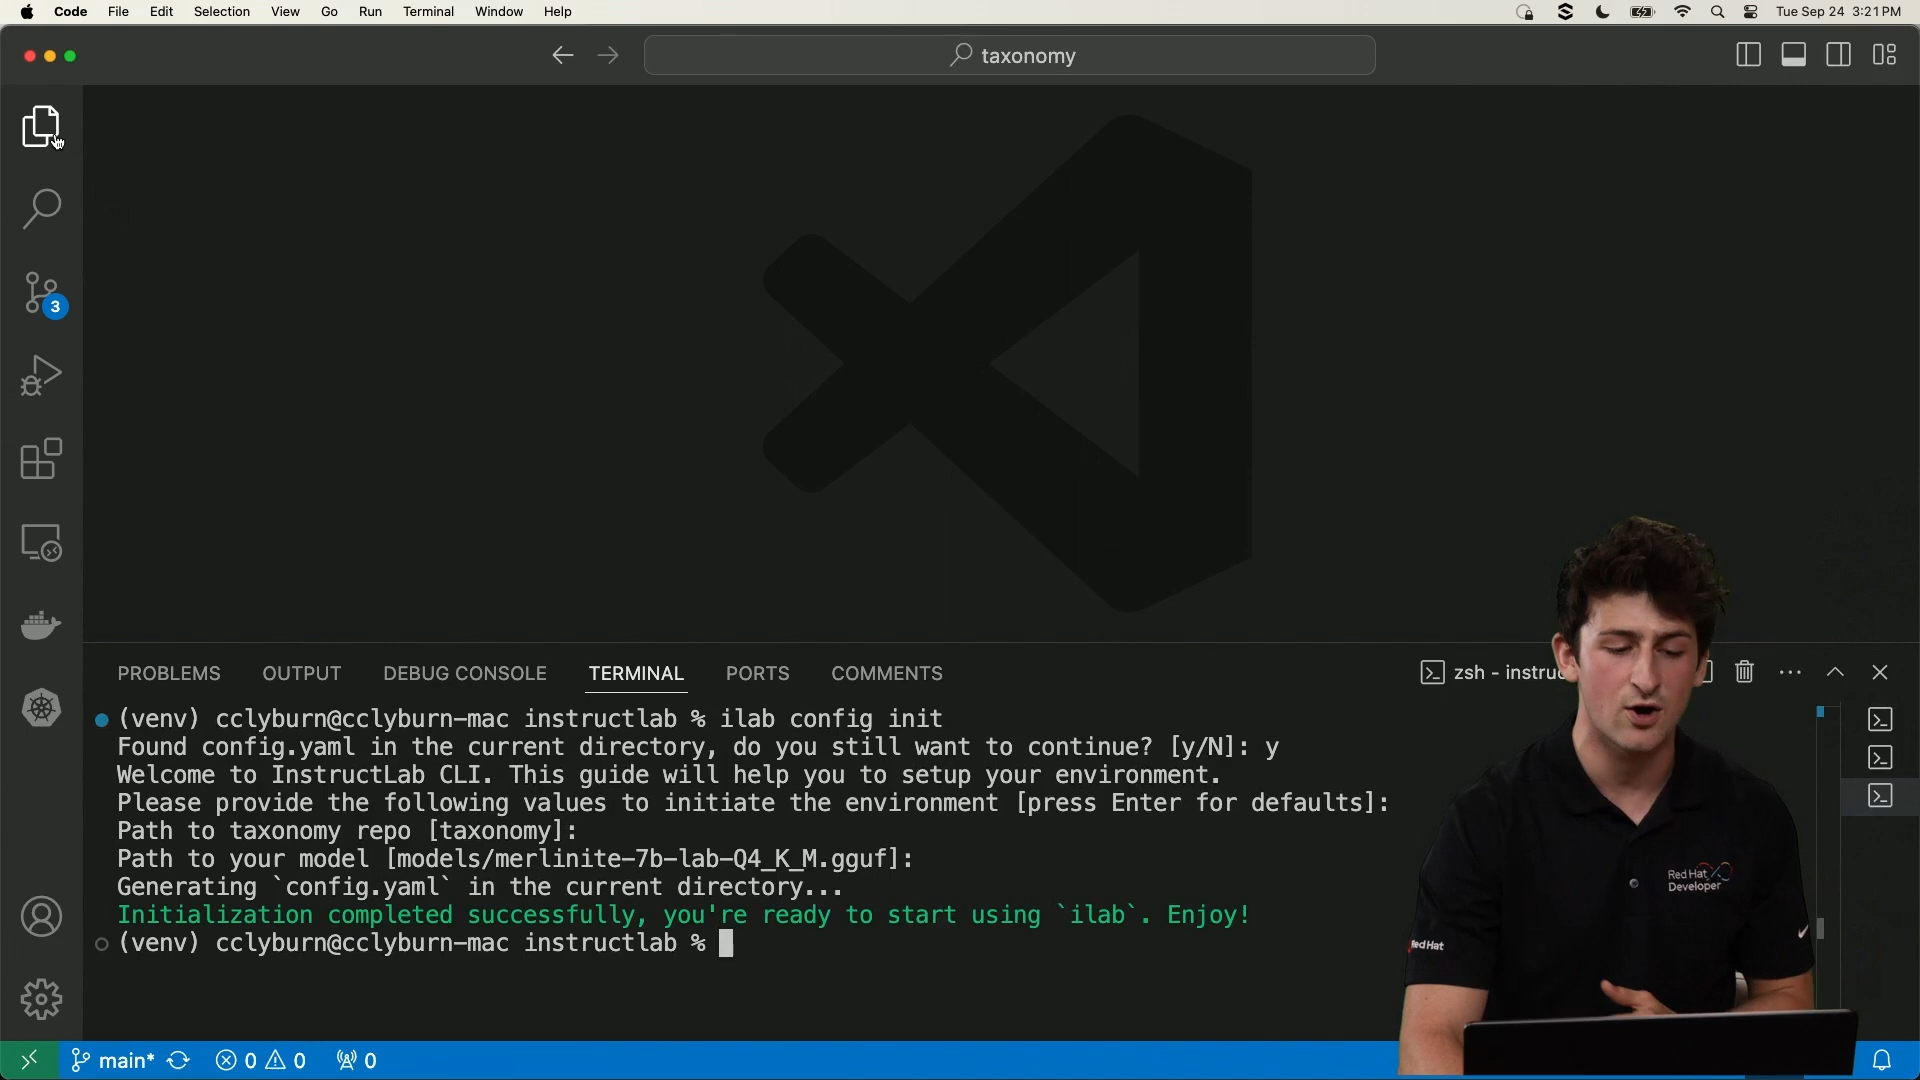 Code File Edit Selection View Go Run Terminal Window Help Tue Sep 24 3:21 PM
taxonomy
3
PROBLEMS OUTPUT DEBUG CONSOLE TERMINAL PORTS COMMENTS zsh - instruc
(venv) cclyburn@cclyburn-mac instructlab % ilab config init
Found config.yaml in the current directory, do you still want to continue? [y/N]: y
Welcome to InstructLab CLI. This guide will help you to setup your environment.
Please provide the following values to initiate the environment [press Enter for defaults]:
Path to taxonomy repo [taxonomy]:
Path to your model [models/merlinite-7b-lab-Q4_K_M.gguf]:
Generating `config.yaml` in the current directory...
Initialization completed successfully, you're ready to start using `ilab`. Enjoy!
(venv) cclyburn@cclyburn-mac instructlab %
Red Hat
Developer
Red Hat
main* 0 0 0